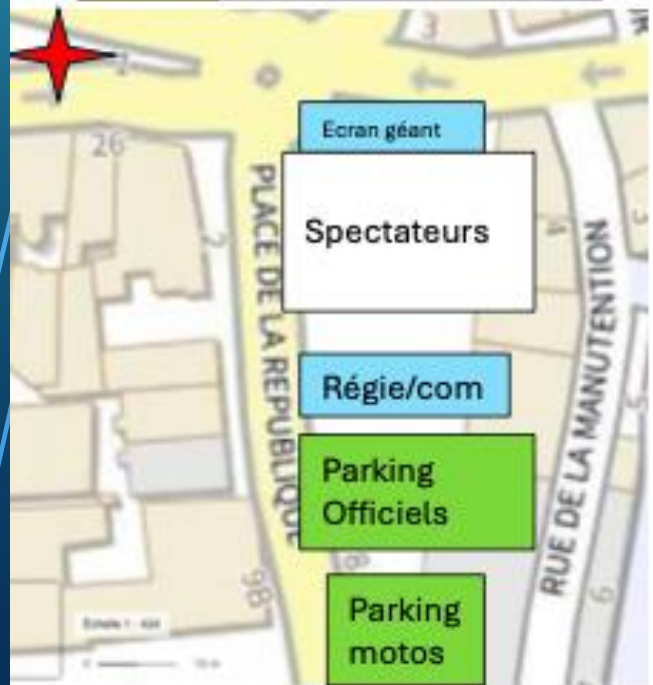 3
Ecran géant
26
Spectateurs
PLACE DE LA REPUBLIQUE
2
4
RUE DE LA MANUTENTION
Régie/com
Parking
Officiels
98
Parking
motos